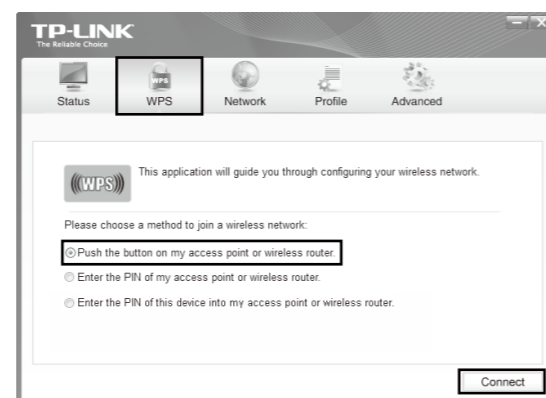 TP-LINK
The Reliable Choice
Status WPS Network Profile Advanced
WPS
(((WPS)))
This application will guide you through configuring your wireless network.
Please choose a method to join a wireless network:
Push the button on my access point or wireless router.
Enter the PIN of my access point or wireless router.
Enter the PIN of this device into my access point or wireless router.
Connect